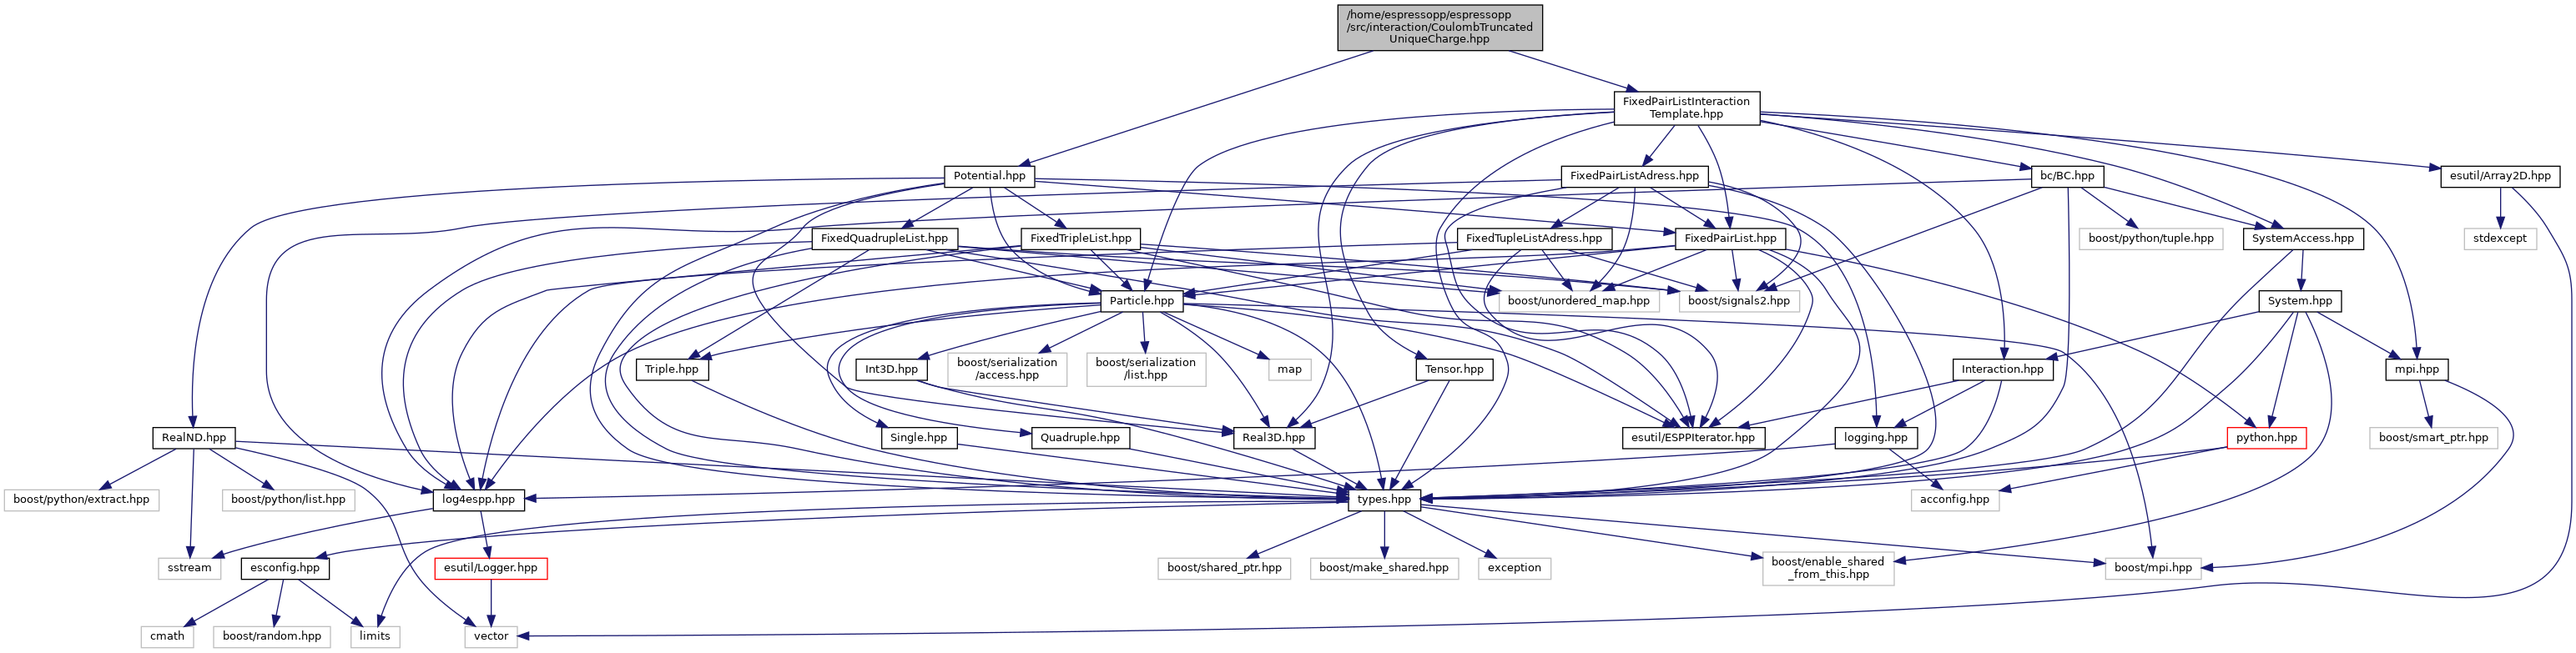 /home/espressopp/espressopp
/src/interaction/CoulombTruncated
UniqueCharge.hpp
FixedPairListInteraction
Template.hpp
Potential.hpp
FixedPairListAdress.hpp
bc/BC.hpp
esutil/Array2D.hpp
FixedQuadrupleList.hpp
FixedTripleList.hpp
FixedTupleListAdress.hpp
FixedPairList.hpp
boost/python/tuple.hpp
SystemAccess.hpp
stdexcept
Particle.hpp
boost/unordered_map.hpp
boost/signals2.hpp
System.hpp
Triple.hpp
Int3D.hpp
boost/serialization
/access.hpp
boost/serialization
/list.hpp
map
Tensor.hpp
Interaction.hpp
mpi.hpp
RealND.hpp
Single.hpp
Quadruple.hpp
Real3D.hpp
esutil/ESPPIterator.hpp
logging.hpp
python.hpp
boost/smart_ptr.hpp
boost/python/extract.hpp
boost/python/list.hpp
log4espp.hpp
types.hpp
acconfig.hpp
sstream
esconfig.hpp
esutil/Logger.hpp
boost/shared_ptr.hpp
boost/make_shared.hpp
exception
boost/enable_shared
_from_this.hpp
boost/mpi.hpp
cmath
boost/random.hpp
limits
vector